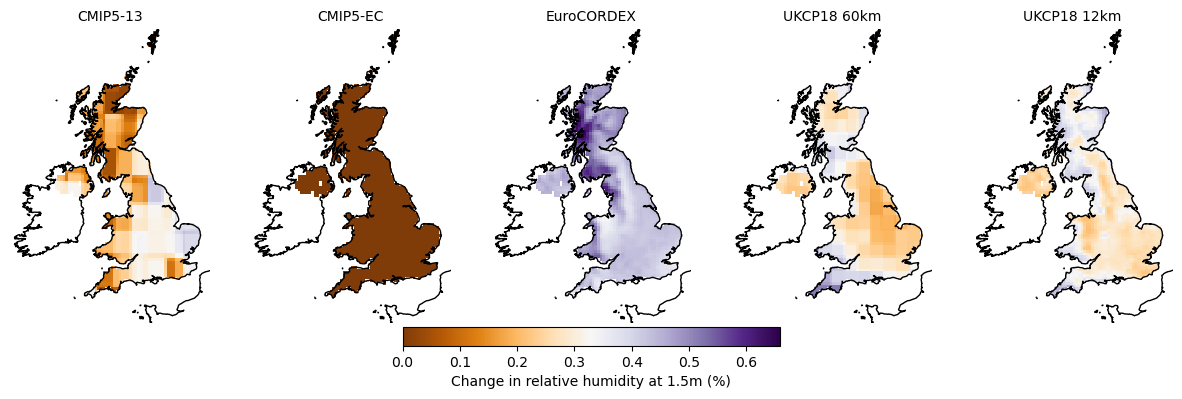 CMIP5-13 CMIP5-EC EuroCORDEX UKCP18 60km UKCP18 12km
0.0 0.1 0.2 0.3 0.4 0.5 0.6
Change in relative humidity at 1.5m (%)